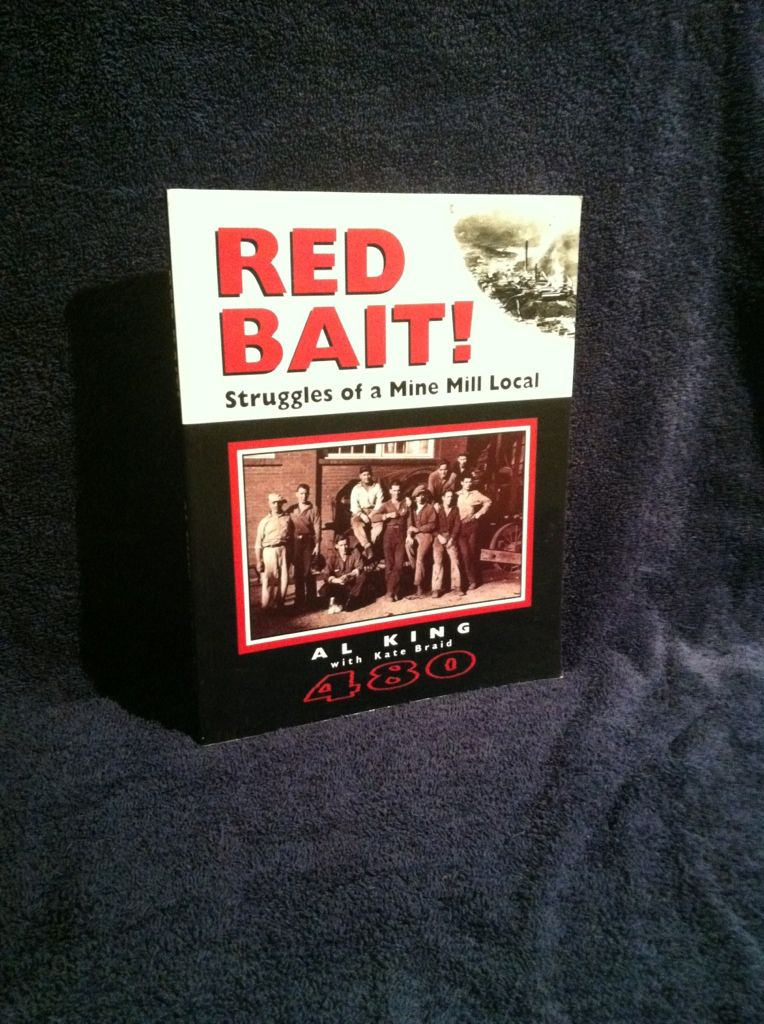 RED
BAIT!
Struggles of a Mine Mill Local
AL KING
with Kate Braid
480